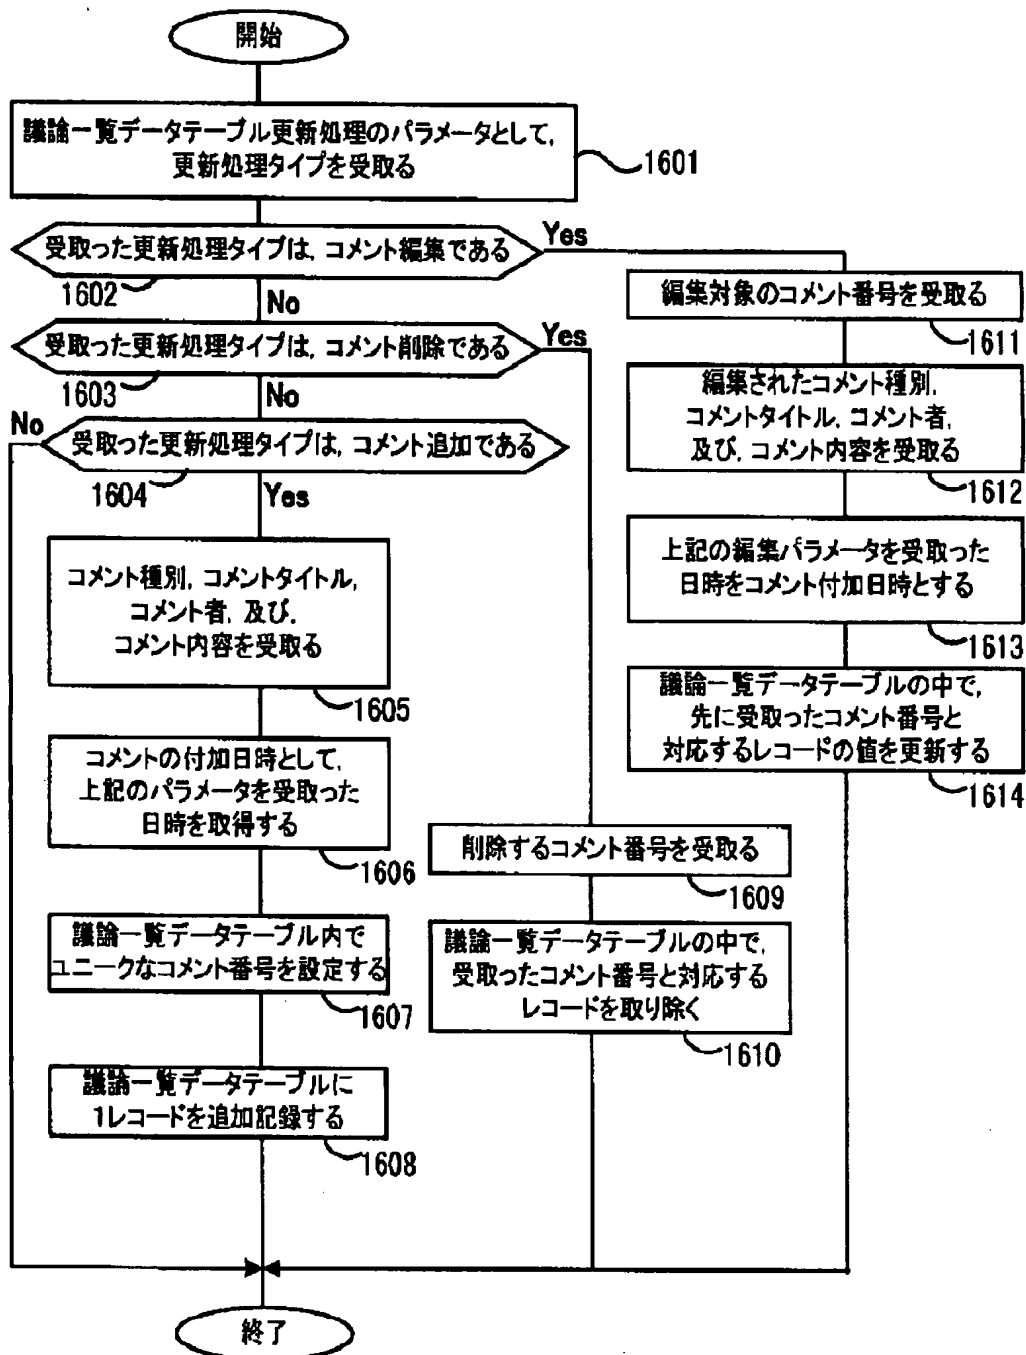 開始
議論一覧データテーブル更新処理のパラメータとして,
更新処理タイプを受取る
1601
受取った更新処理タイプは, コメント編集である
Yes
1602
No
受取った更新処理タイプは, コメント削除である
Yes
1603
No
No
受取った更新処理タイプは, コメント追加である
1604
Yes
コメント種別, コメントタイトル,
コメント者, 及び,
コメント内容を受取る
1605
コメントの付加日時として,
上記のパラメータを受取った
日時を取得する
1606
議論一覧データテーブル内で
ユニークなコメント番号を設定する
1607
議論一覧データテーブルに
1レコードを追加記録する
1608
削除するコメント番号を受取る
1609
議論一覧データテーブルの中で,
受取ったコメント番号と対応する
レコードを取り除く
1610
編集対象のコメント番号を受取る
1611
編集されたコメント種別,
コメントタイトル, コメント者,
及び, コメント内容を受取る
1612
上記の編集パラメータを受取った
日時をコメント付加日時とする
1613
議論一覧データテーブルの中で,
先に受取ったコメント番号と
対応するレコードの値を更新する
1614
終了